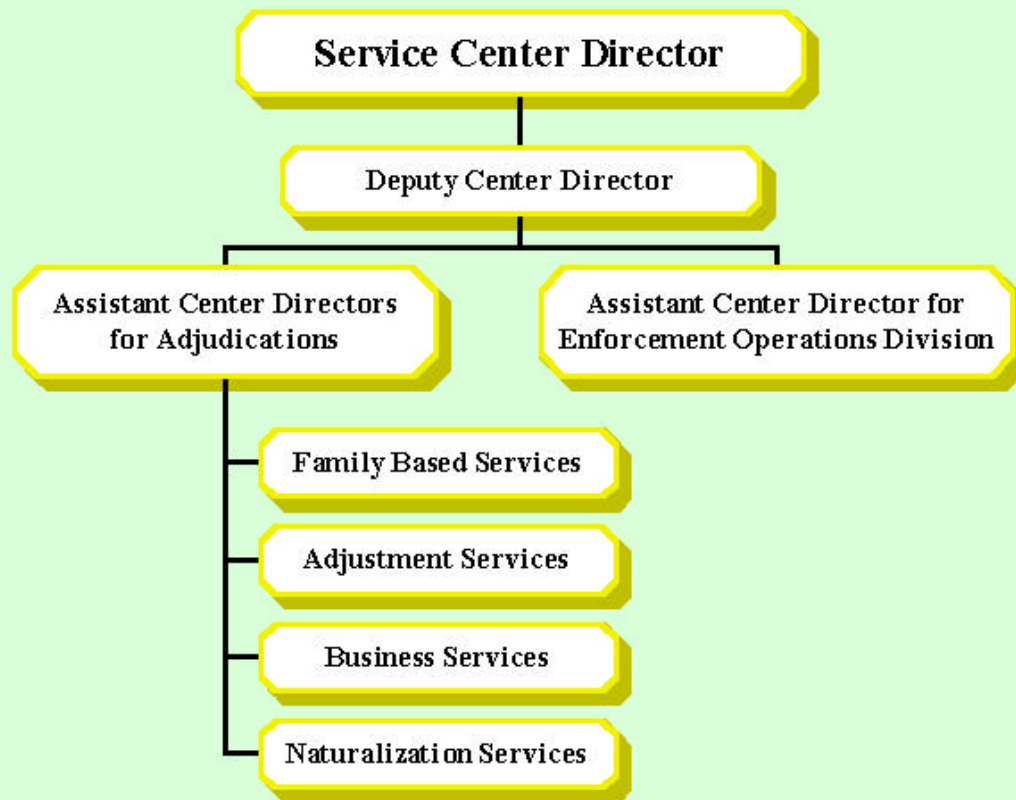 Service Center Director
Deputy Center Director
Assistant Center Directors
for Adjudications
Assistant Center Director for
Enforcement Operations Division
Family Based Services
Adjustment Services
Business Services
Naturalization Services